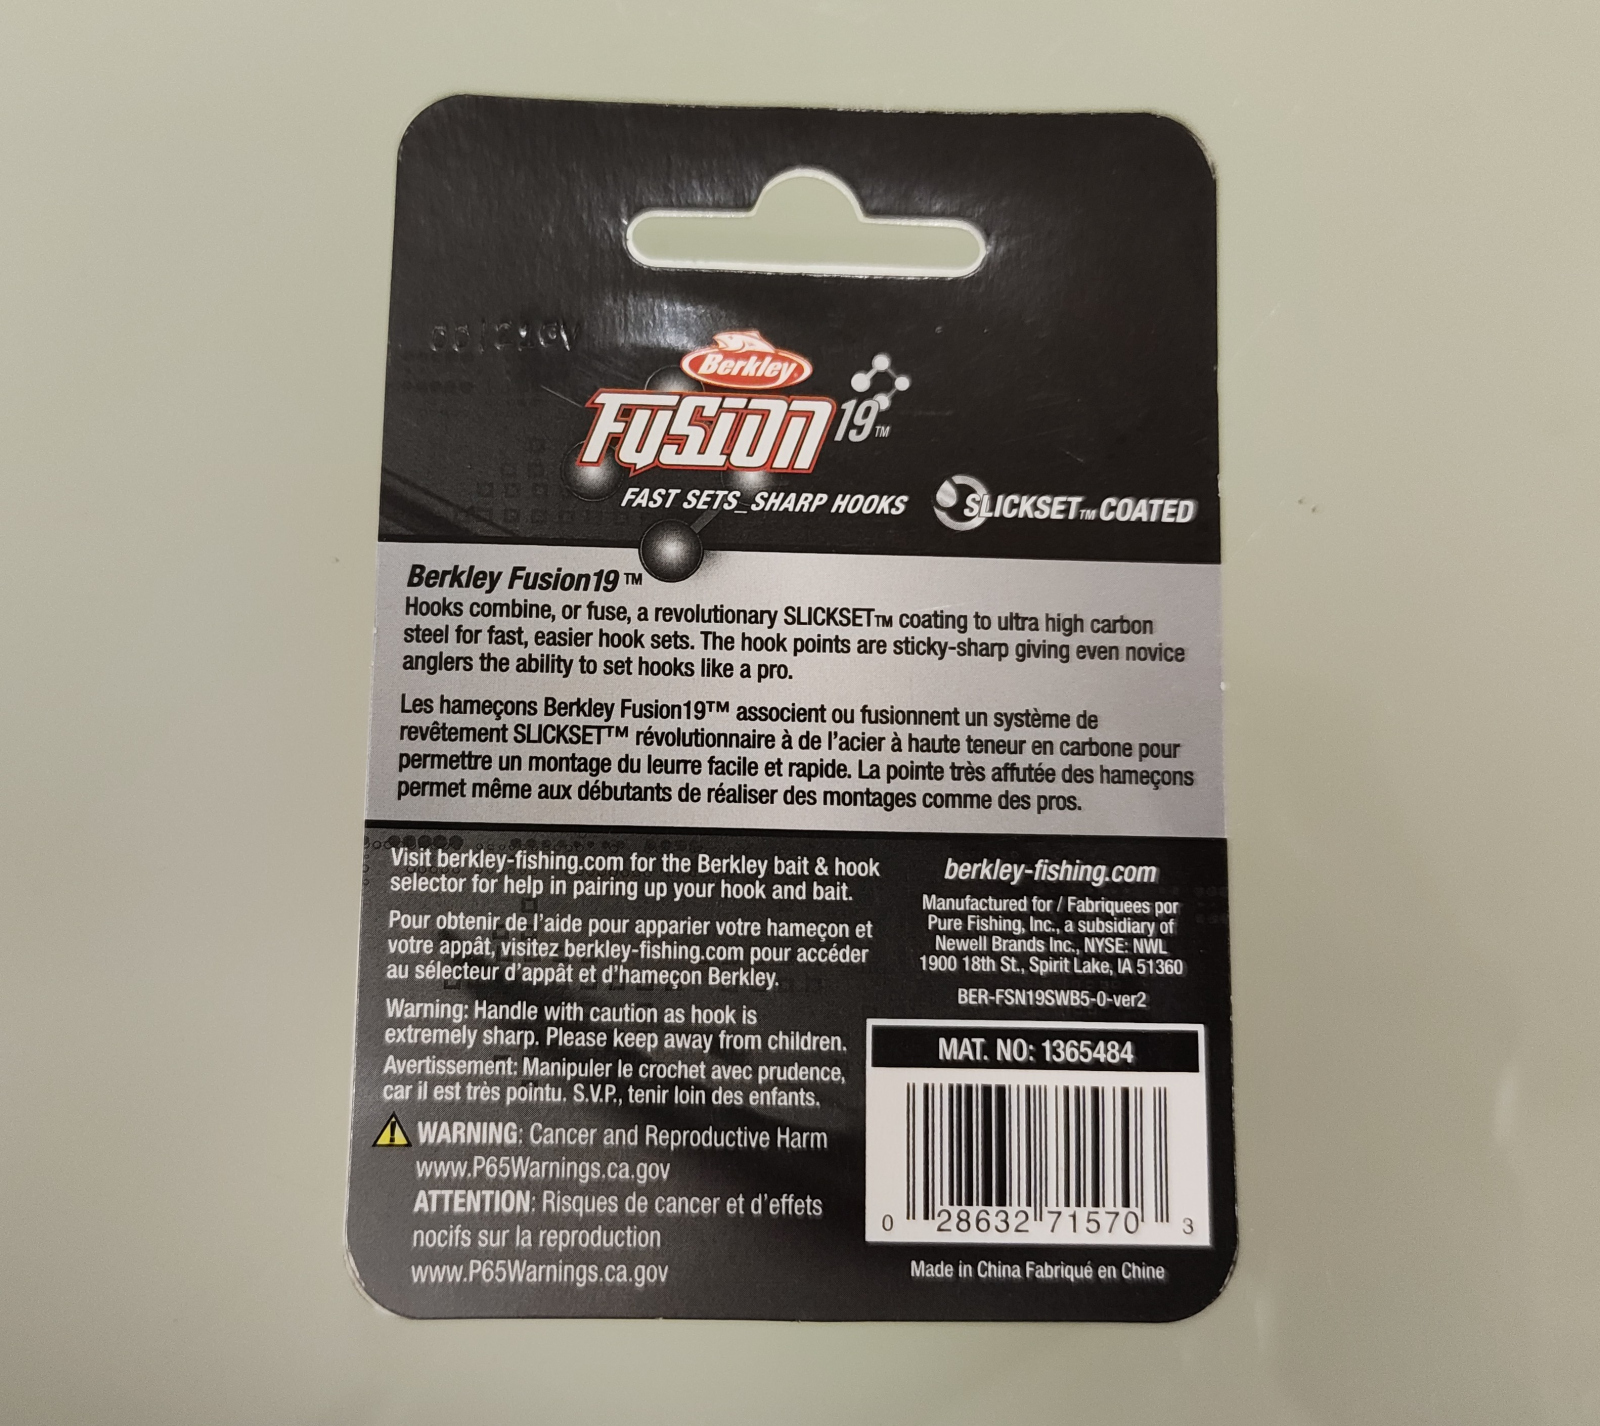 Berkley
FUSION 19™
FAST SETS_SHARP HOOKS
SLICKSET™ COATED
Berkley Fusion19™
Hooks combine, or fuse, a revolutionary SLICKSET™ coating to ultra high carbon
steel for fast, easier hook sets. The hook points are sticky-sharp giving even novice
anglers the ability to set hooks like a pro.
Les hameçons Berkley Fusion19™ associent ou fusionnent un système de
revêtement SLICKSET™ révolutionnaire à de l'acier à haute teneur en carbone pour
permettre un montage du leurre facile et rapide. La pointe très affutée des hameçons
permet même aux débutants de réaliser des montages comme des pros.
Visit berkley-fishing.com for the Berkley bait & hook
selector for help in pairing up your hook and bait.
Pour obtenir de l'aide pour apparier votre hameçon et
votre appât, visitez berkley-fishing.com pour accéder
au sélecteur d'appât et d'hameçon Berkley.
Warning: Handle with caution as hook is
extremely sharp. Please keep away from children.
Avertissement: Manipuler le crochet avec prudence,
car il est très pointu. S.V.P., tenir loin des enfants.
WARNING: Cancer and Reproductive Harm
www.P65Warnings.ca.gov
ATTENTION: Risques de cancer et d'effets
nocifs sur la reproduction
www.P65Warnings.ca.gov
berkley-fishing.com
Manufactured for / Fabriquees por
Pure Fishing, Inc., a subsidiary of
Newell Brands Inc., NYSE: NWL
1900 18th St., Spirit Lake, IA 51360
BER-FSN19SWB5-0-ver2
MAT. NO: 1365484
0 28632 71570 3
Made in China Fabriqué en Chine